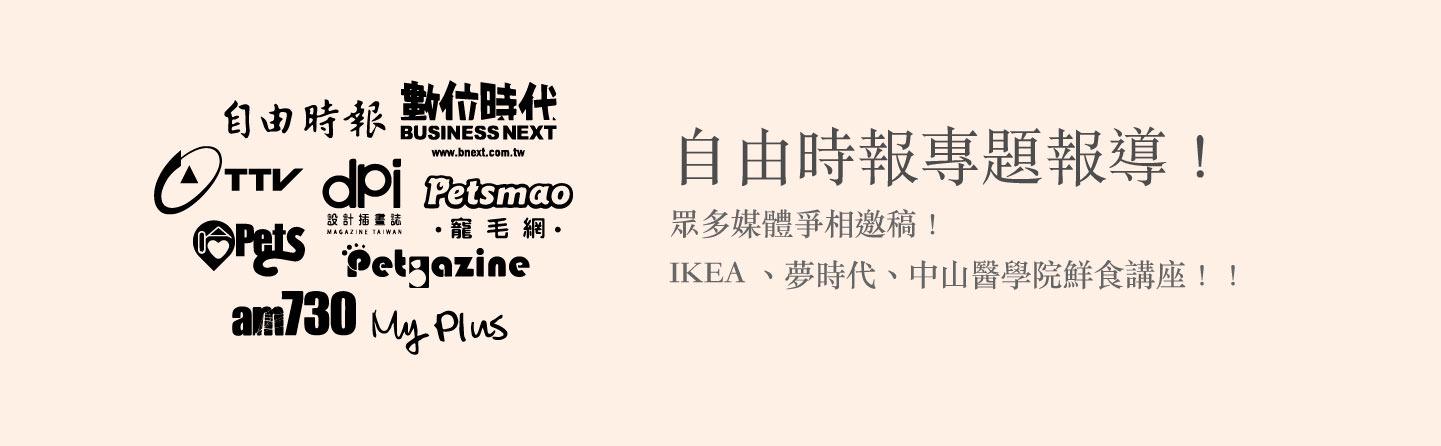 自由時報
數位時代
BUSINESS NEXT
www.bnext.com.tw
TTV
dpi
設計插畫誌
MAGAZINE TAIWAN
Petsmao
·寵毛網·
Pets
Petgazine
am730
My Plus
自由時報專題報導！
眾多媒體爭相邀稿！
IKEA 、夢時代、中山醫學院鮮食講座！！